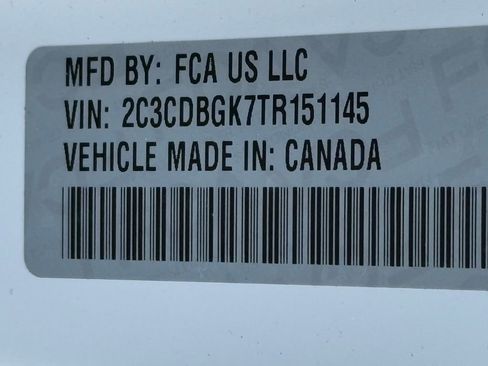 MFD BY: FCA US LLC
VIN: 2C3CDBGK7TR151145
VEHICLE MADE IN: CANADA